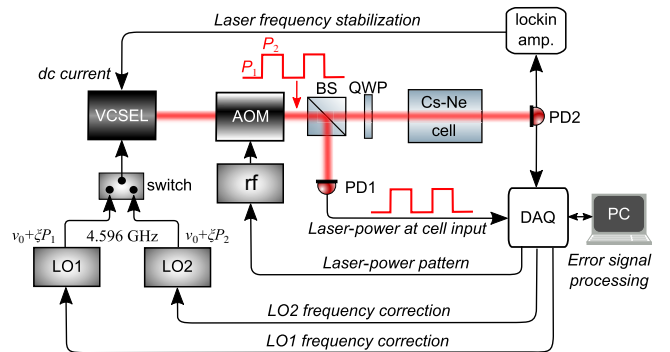 Laser frequency stabilization
lockin
amp.
dc current
P₂
P₁
BS
QWP
VCSEL
AOM
Cs-Ne
cell
PD2
switch
rf
PD1
ν₀+ξP₁
4.596 GHz
ν₀+ξP₂
Laser-power at cell input
DAQ
PC
LO1
LO2
Laser-power pattern
Error signal
processing
LO2 frequency correction
LO1 frequency correction